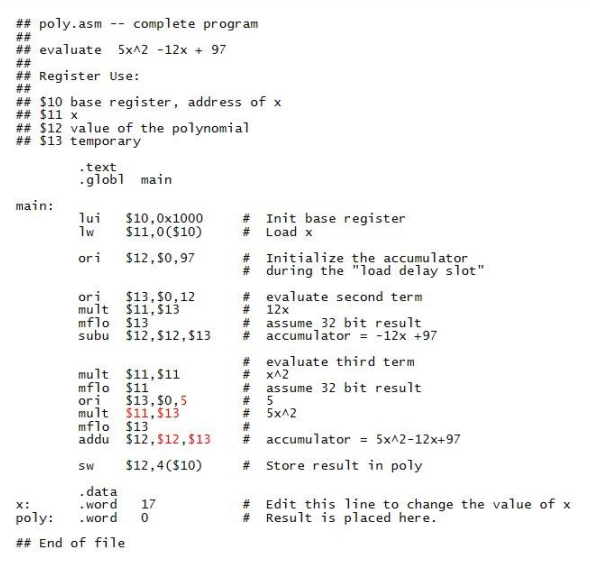 ## poly.asm -- complete program
##
## evaluate  5x^2 -12x + 97
##
## Register Use:
##
## $10 base register, address of x
## $11 x
## $12 value of the polynomial
## $13 temporary
.text
.globl  main
main:
lui   $10,0x1000     #  Init base register
lw    $11,0($10)     #  Load x
ori   $12,$0,97      #  Initialize the accumulator
#  during the "load delay slot"
ori   $13,$0,12      #  evaluate second term
mult  $11,$13        #  12x
mflo  $13            #  assume 32 bit result
subu  $12,$12,$13    #  accumulator = -12x +97
#  evaluate third term
mult  $11,$11        #  x^2
mflo  $11            #  assume 32 bit result
ori   $13,$0,5       #  5
mult  $11,$13        #  5x^2
mflo  $13            #
addu  $12,$12,$13    #  accumulator = 5x^2-12x+97
sw    $12,4($10)     #  Store result in poly
.data
x:      .word   17           #  Edit this line to change the value of x
poly:   .word   0            #  Result is placed here.
## End of file